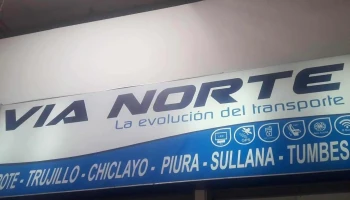 VIA NORTE
La evolución del transporte
- TRUJILLO - CHICLAYO - PIURA - SULLANA - TUMBES